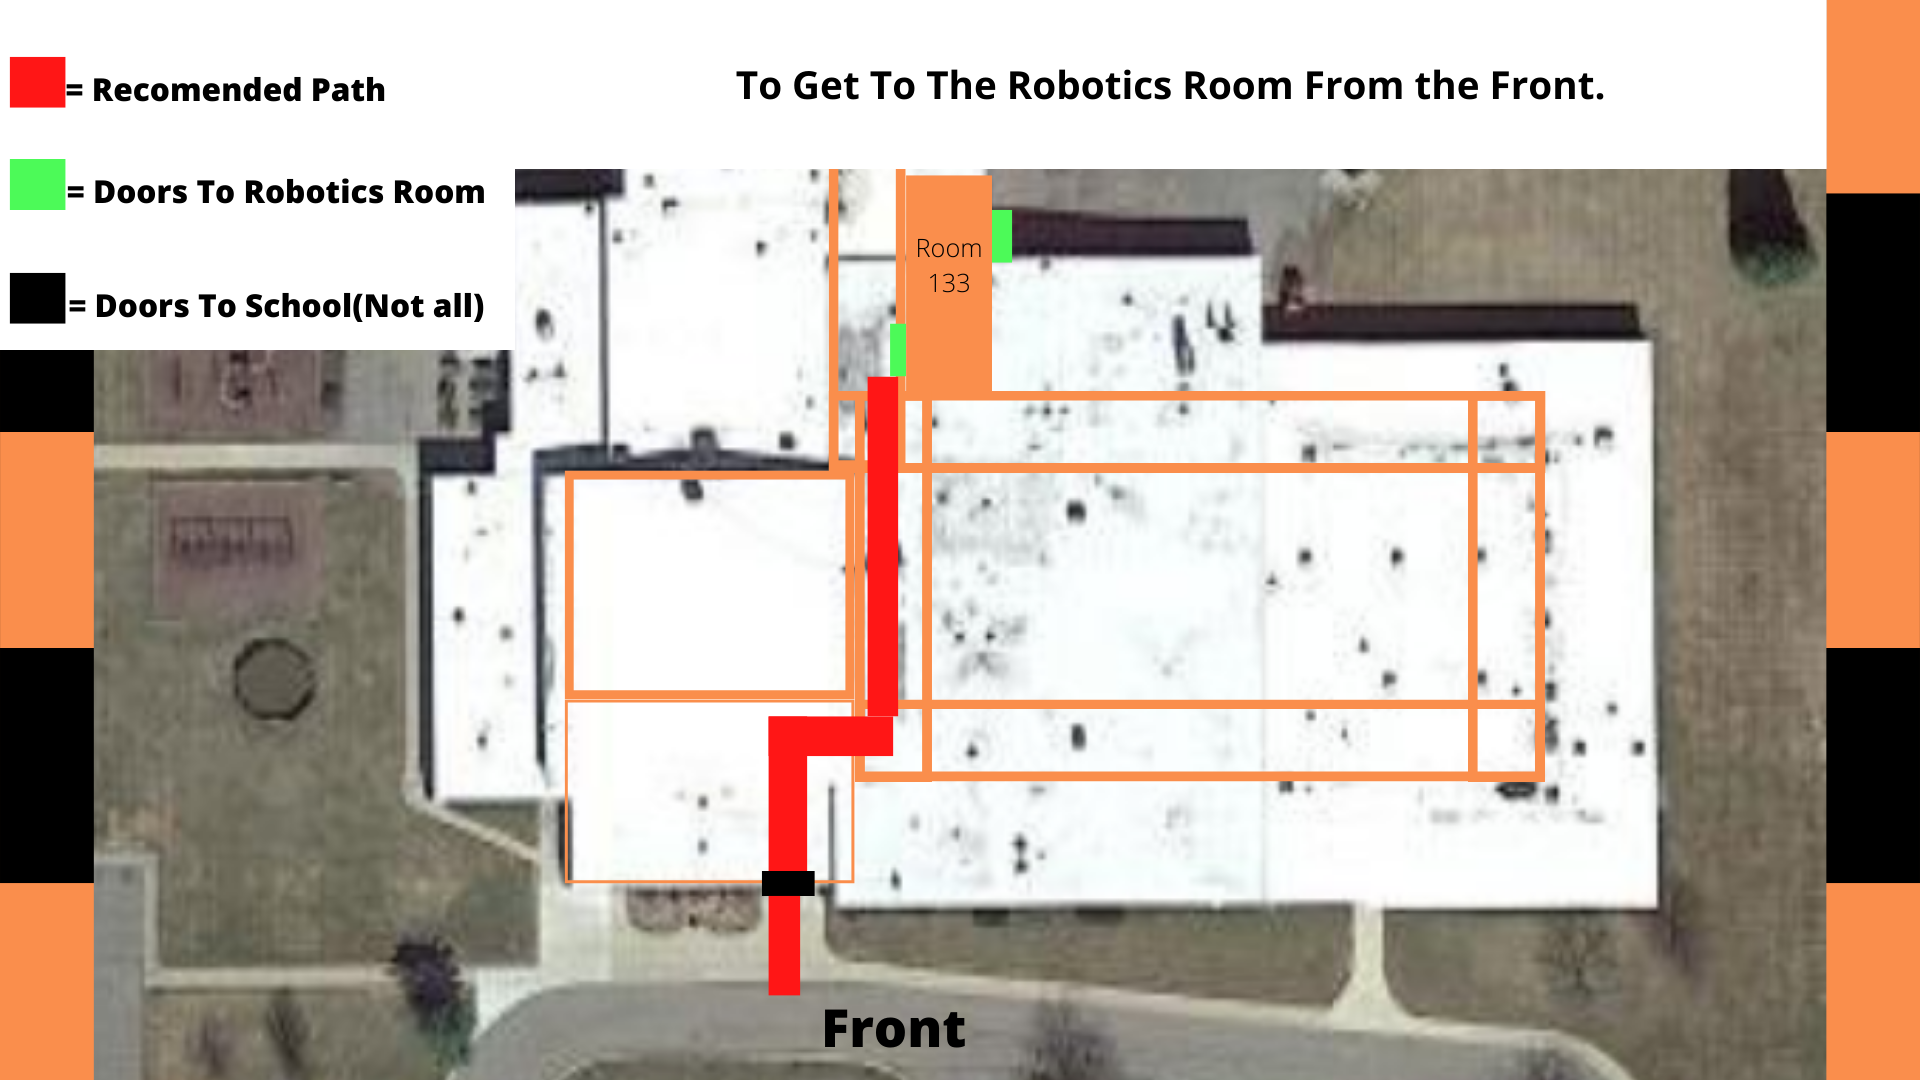 To Get To The Robotics Room From the Front.
= Recomended Path
= Doors To Robotics Room
= Doors To School(Not all)
Room
133
Front